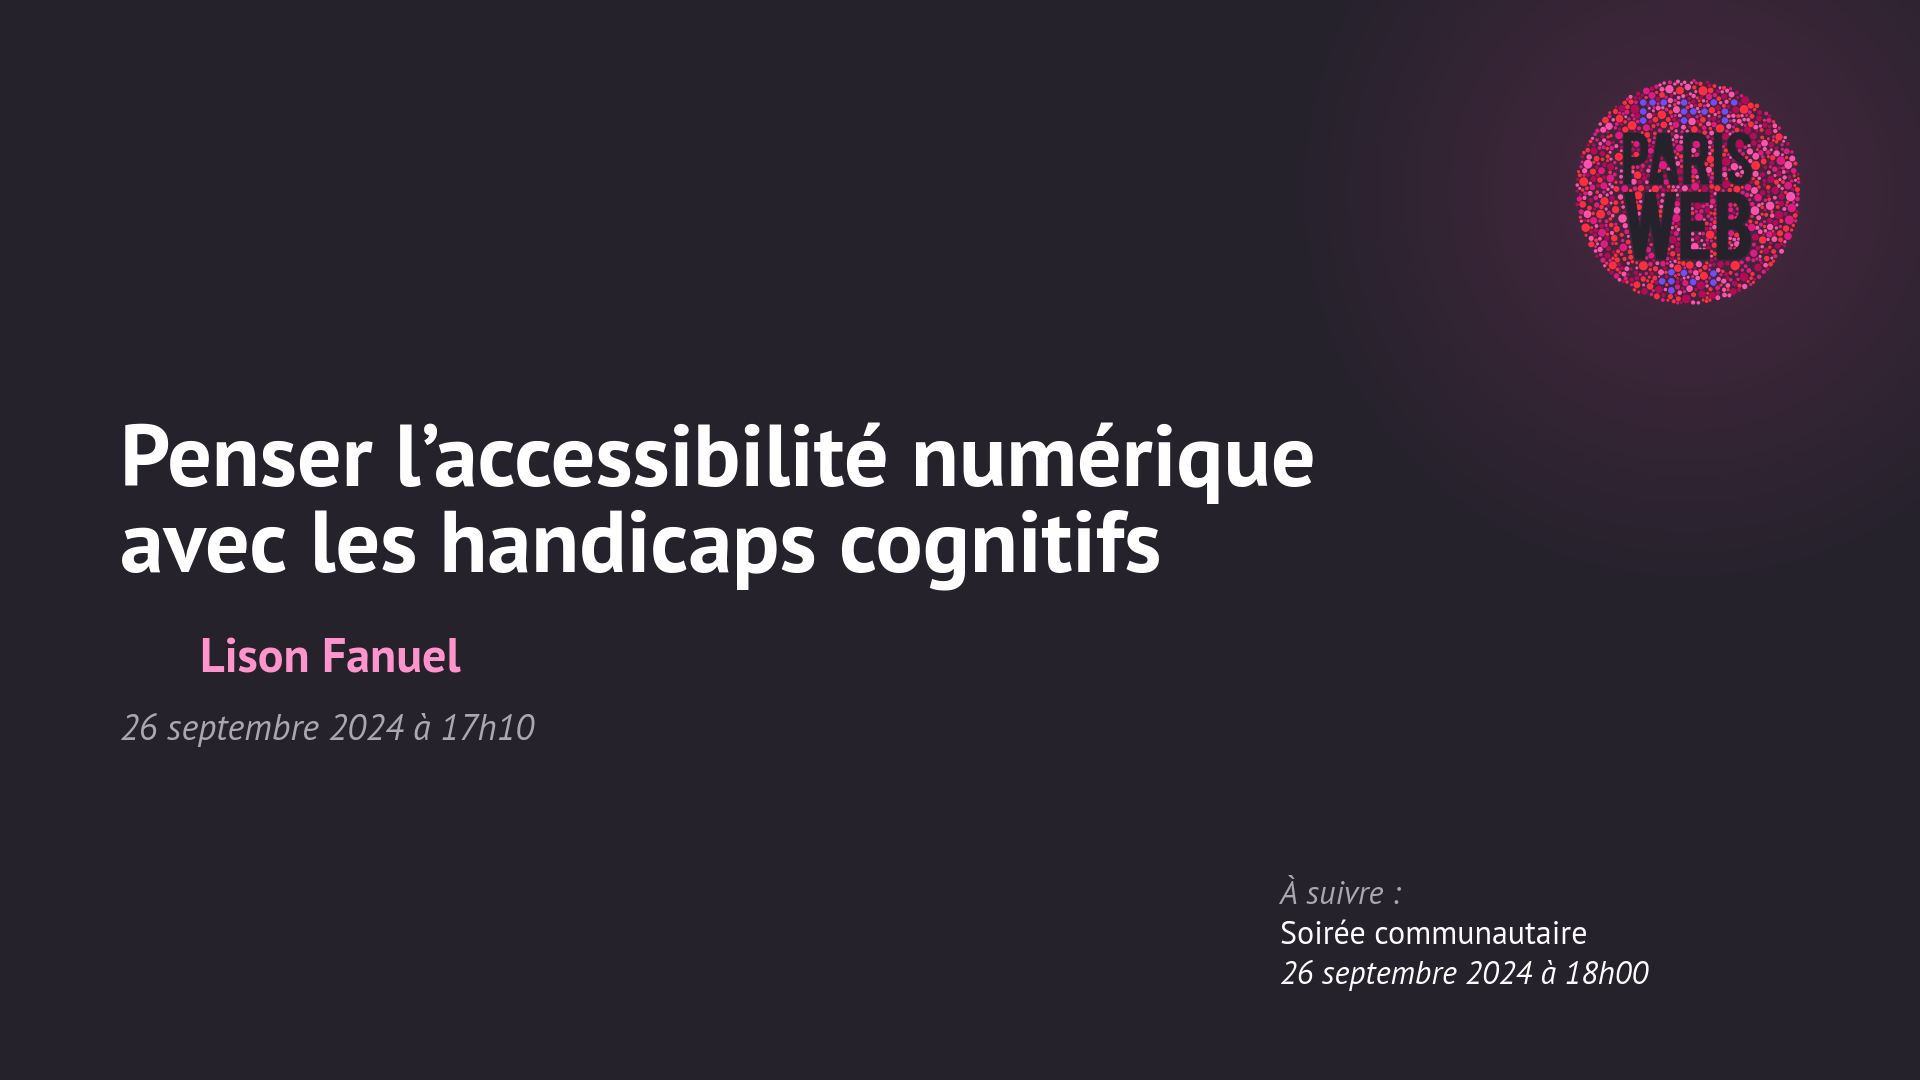 PARIS
WEB
Penser l’accessibilité numérique
avec les handicaps cognitifs
Lison Fanuel
26 septembre 2024 à 17h10
À suivre :
Soirée communautaire
26 septembre 2024 à 18h00